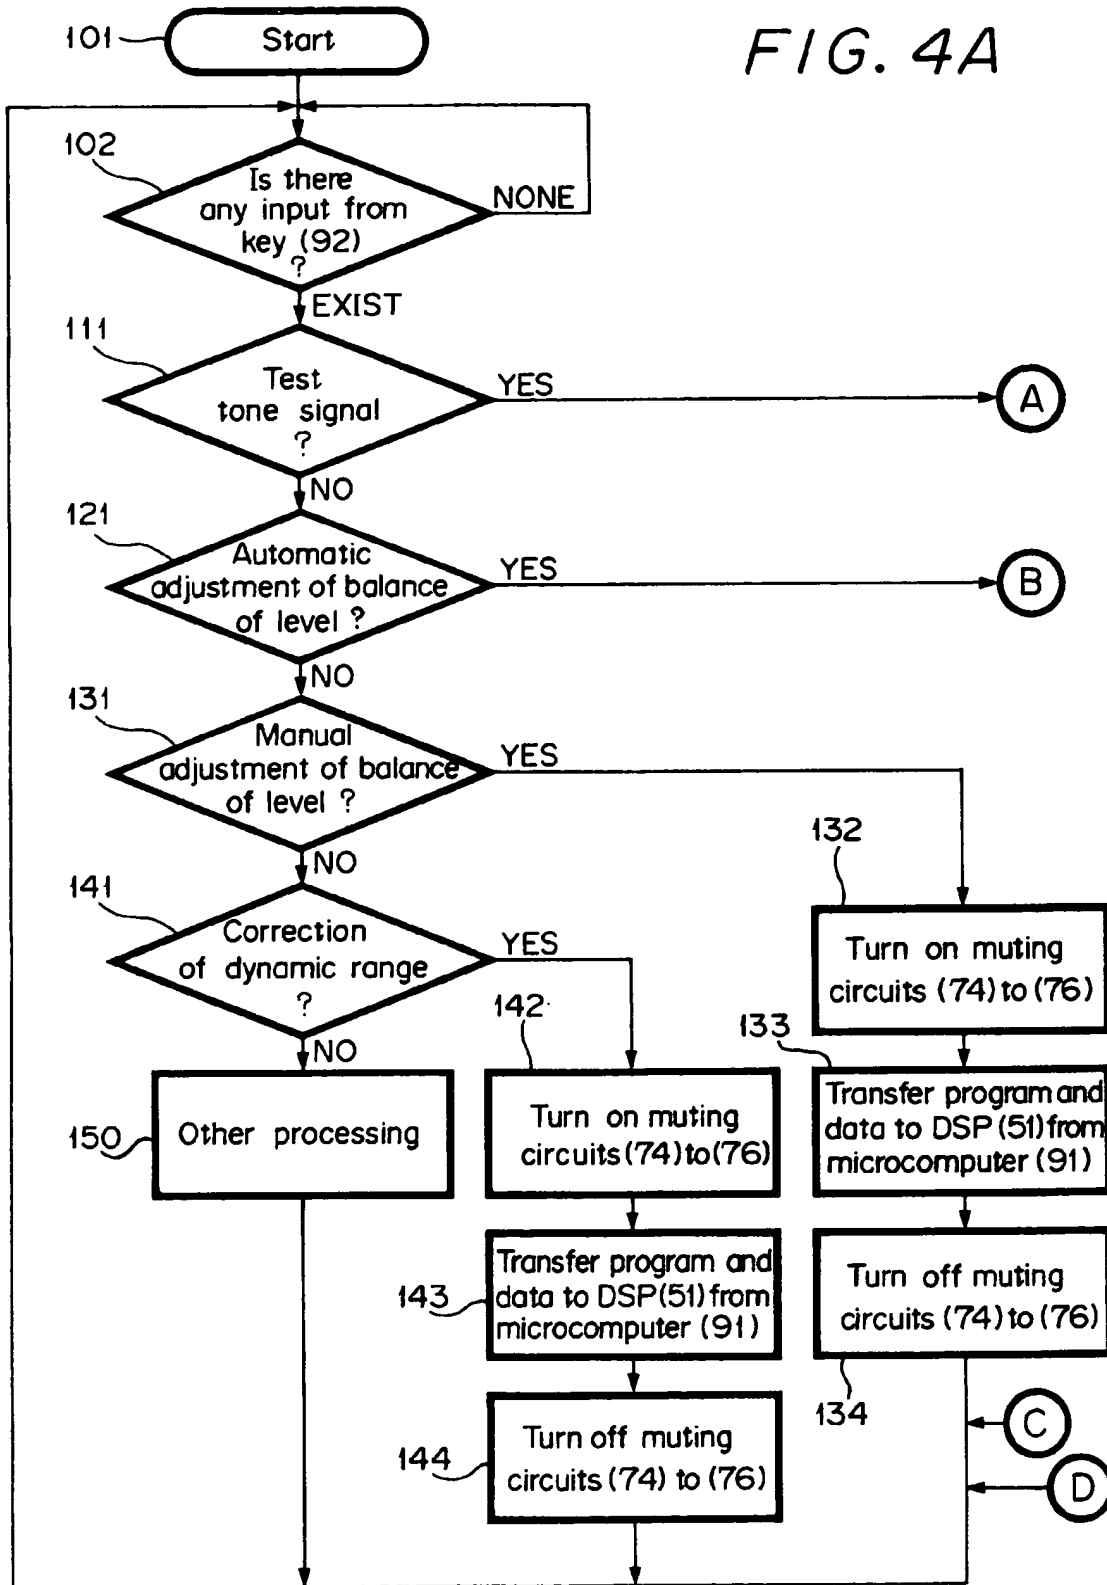 FIG. 4A
101
Start
102
Is there
any input from
key (92)
?
NONE
EXIST
111
Test
tone signal
?
YES
A
NO
121
Automatic
adjustment of balance
of level ?
YES
B
NO
131
Manual
adjustment of balance
of level ?
YES
NO
132
Turn on muting
circuits (74) to (76)
141
Correction
of dynamic range
?
YES
NO
142
Turn on muting
circuits (74) to (76)
133
Transfer program and
data to DSP (51) from
microcomputer (91)
150
Other processing
143
Transfer program and
data to DSP (51) from
microcomputer (91)
Turn off muting
circuits (74) to (76)
134
144
Turn off muting
circuits (74) to (76)
C
D